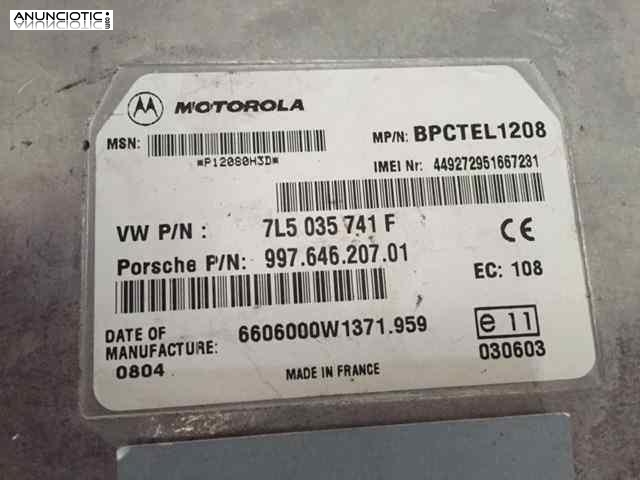 ANUNCIOTIC.com
MOTOROLA
MSN:
*P12080H3D*
MP/N: BPCTEL1208
IMEI Nr: 449272951667231
VW P/N : 7L5 035 741 F
Porsche P/N: 997.646.207.01
EC: 108
DATE OF MANUFACTURE:
0804
6606000W1371.959
e 11
030603
MADE IN FRANCE
CE